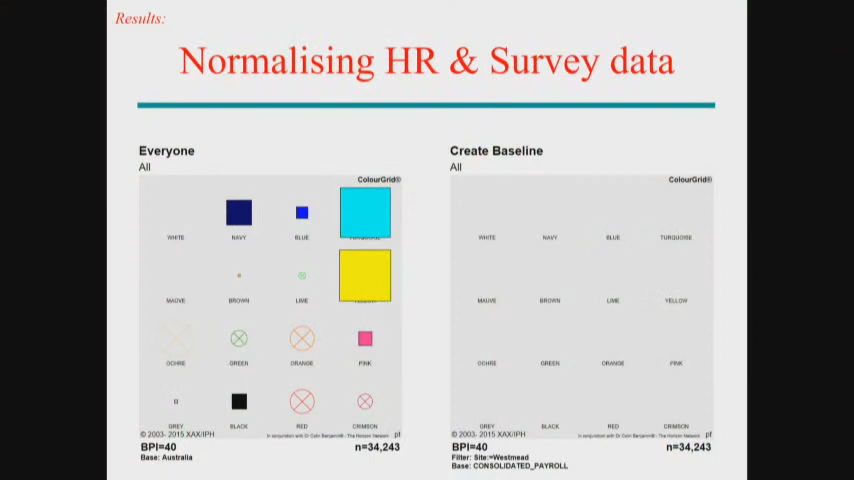 Results:
Normalising HR & Survey data
Everyone
All
ColourGrid®
WHITE NAVY BLUE
MAUVE BROWN LIME
OCHRE GREEN ORANGE PINK
GREY BLACK RED CRIMSON
© 2003- 2015 XAX/IPH
In conjunction with Dr Colin Benjamin® : The Horizon Network pf
BPI=40 n=34,243
Base: Australia
Create Baseline
All
ColourGrid®
WHITE NAVY BLUE TURQUOISE
MAUVE BROWN LIME YELLOW
OCHRE GREEN ORANGE PINK
GREY BLACK RED CRIMSON
© 2003- 2015 XAX/IPH
In conjunction with Dr Colin Benjamin® : The Horizon Network pf
BPI=40 n=34,243
Filter: Site:=Westmead
Base: CONSOLIDATED_PAYROLL